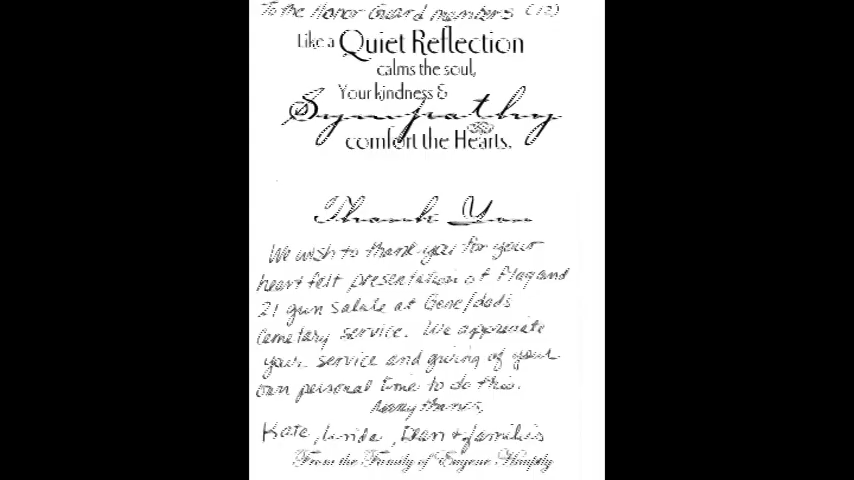 To the Honor Guard members (12)
Like a Quiet Reflection
calms the soul,
Your kindness &
Sympathy
comfort the Hearts.
Thank You
We wish to thank you for your
heart felt presentation of Flag and
21 gun salute at Gene/dad's
Cemetary service. We appreciate
your service and giving of your
own personal time to do this.
Many thanks,
Kate, Linda, Dean & families
From the Family of Eugene